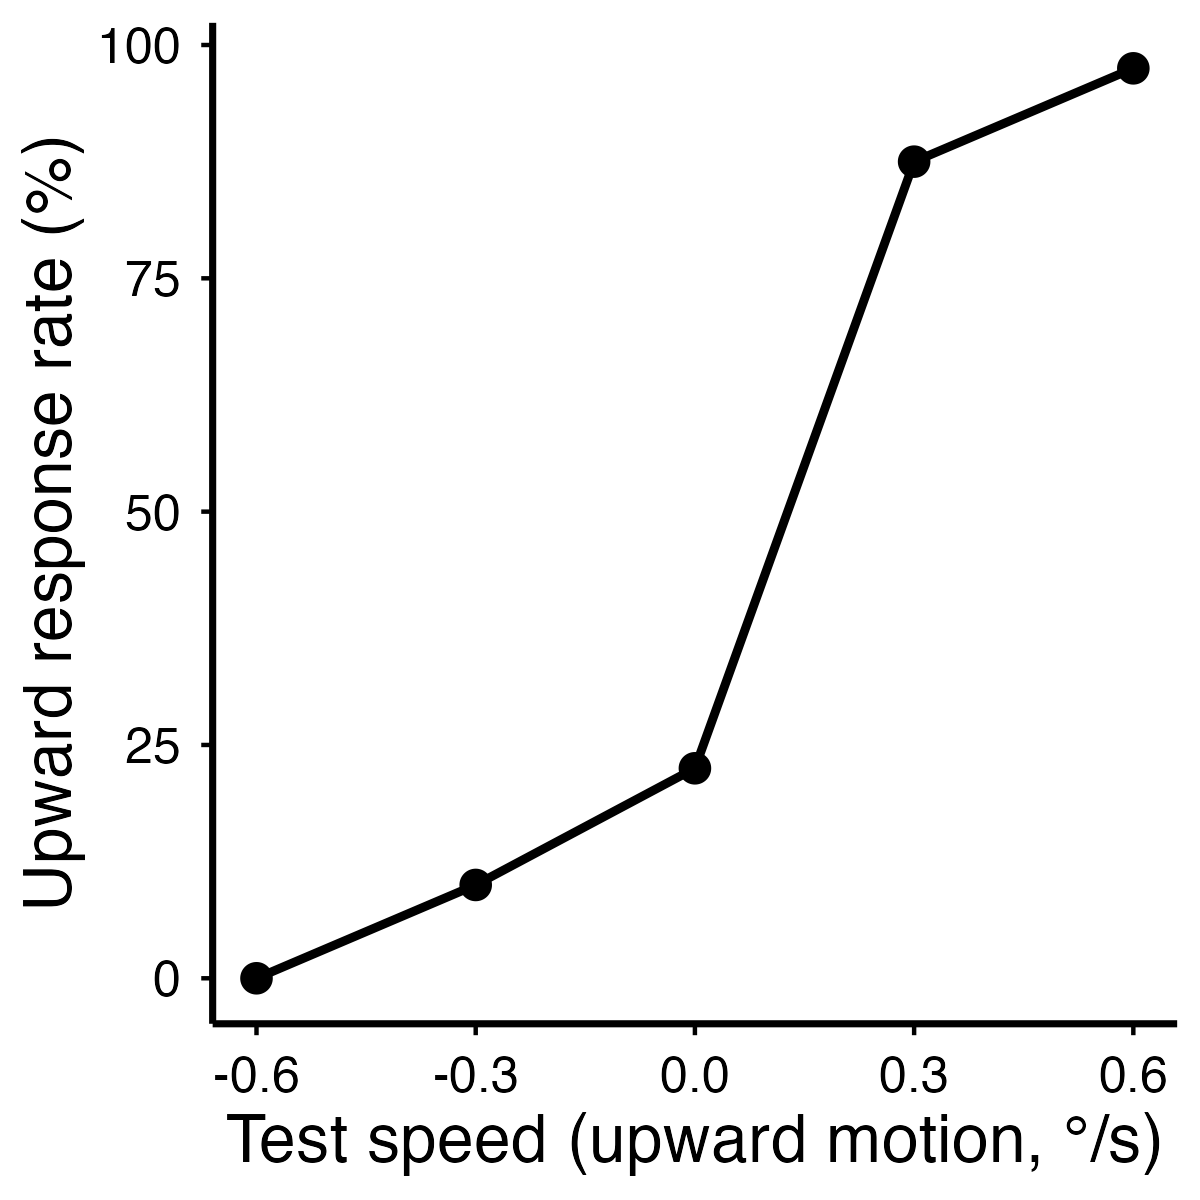 Upward response rate (%)
100
75
50
25
0
-0.6 -0.3 0.0 0.3 0.6
Test speed (upward motion, °/s)